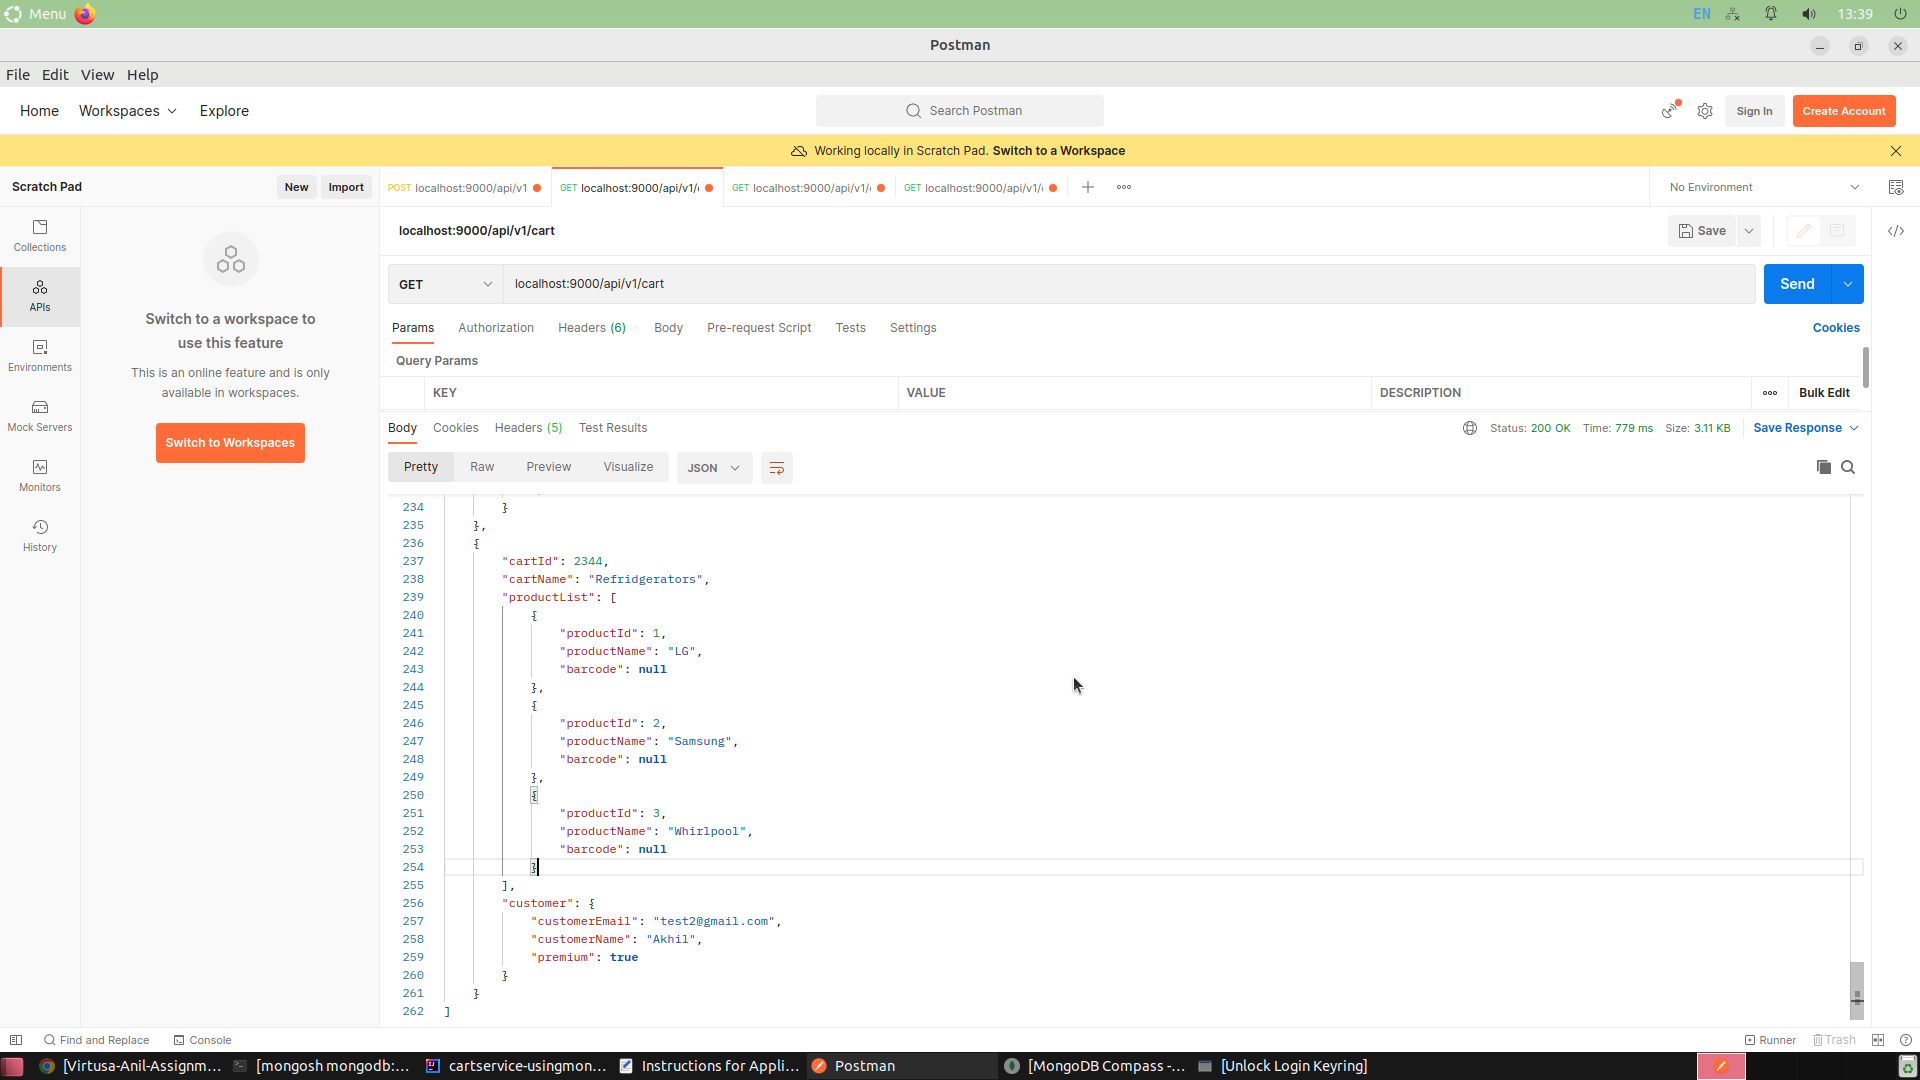 Menu EN 13:39
Postman
File Edit View Help
Home Workspaces Explore Search Postman Sign In Create Account
Working locally in Scratch Pad. Switch to a Workspace
Scratch Pad New Import POST localhost:9000/api/v1 GET localhost:9000/api/v1/ GET localhost:9000/api/v1/ GET localhost:9000/api/v1/ No Environment
Collections
APIs
Environments
Mock Servers
Monitors
History
Switch to a workspace to
use this feature
This is an online feature and is only
available in workspaces.
Switch to Workspaces
localhost:9000/api/v1/cart Save
GET localhost:9000/api/v1/cart Send
Params Authorization Headers (6) Body Pre-request Script Tests Settings Cookies
Query Params
KEY VALUE DESCRIPTION Bulk Edit
Body Cookies Headers (5) Test Results Status: 200 OK Time: 779 ms Size: 3.11 KB Save Response
Pretty Raw Preview Visualize JSON
234 }
235 },
236 {
237 "cartId": 2344,
238 "cartName": "Refridgerators",
239 "productList": [
240 {
241 "productId": 1,
242 "productName": "LG",
243 "barcode": null
244 },
245 {
246 "productId": 2,
247 "productName": "Samsung",
248 "barcode": null
249 },
250 {
251 "productId": 3,
252 "productName": "Whirlpool",
253 "barcode": null
254 }
255 ],
256 "customer": {
257 "customerEmail": "test2@gmail.com",
258 "customerName": "Akhil",
259 "premium": true
260 }
261 }
262 ]
Find and Replace Console Runner Trash
[Virtusa-Anil-Assignm... [mongosh mongodb:... cartservice-usingmon... Instructions for Appli... Postman [MongoDB Compass -... [Unlock Login Keyring]